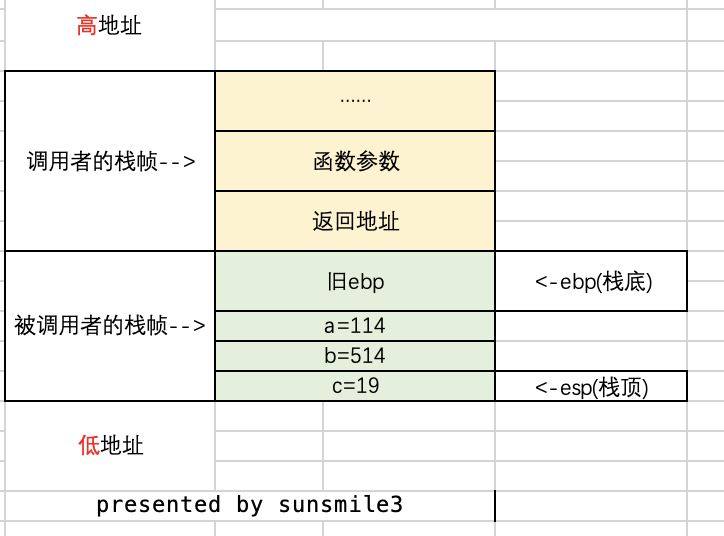 高地址
……
调用者的栈帧-->
函数参数
返回地址
旧ebp
<-ebp(栈底)
被调用者的栈帧-->
a=114
b=514
c=19
<-esp(栈顶)
低地址
presented by sunsmile3